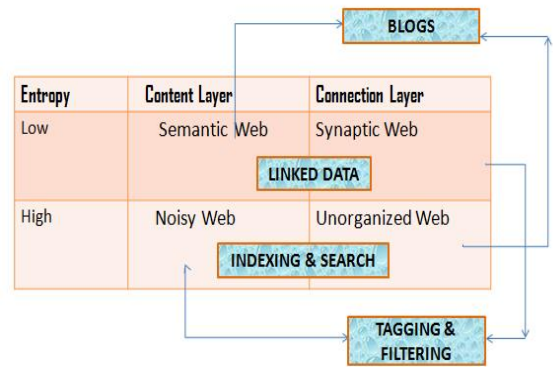 BLOGS
Entropy Content Layer Connection Layer
Low Semantic Web Synaptic Web
LINKED DATA
High Noisy Web Unorganized Web
INDEXING & SEARCH
TAGGING &
FILTERING